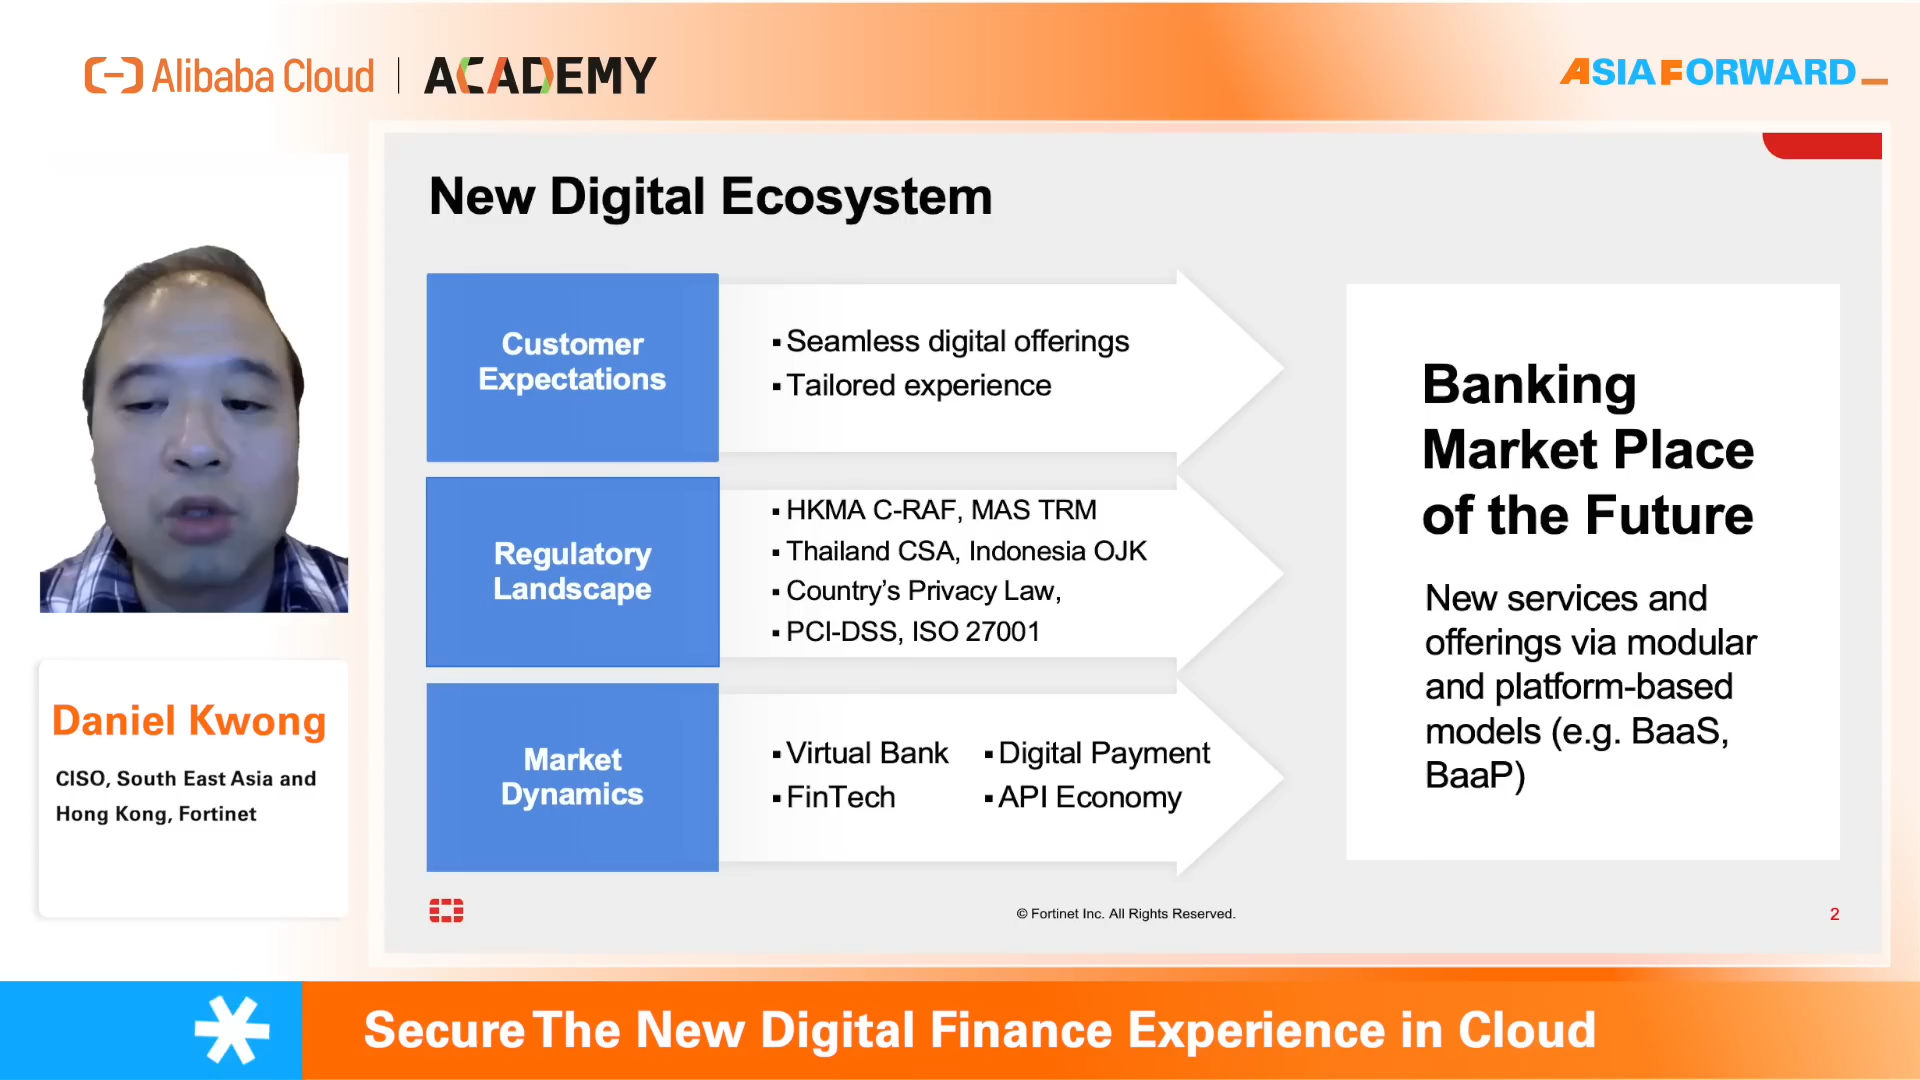 Alibaba Cloud | ACADEMY
ASIA FORWARD_
New Digital Ecosystem
Customer
Expectations
▪ Seamless digital offerings
▪ Tailored experience
Regulatory
Landscape
▪ HKMA C-RAF, MAS TRM
▪ Thailand CSA, Indonesia OJK
▪ Country’s Privacy Law,
▪ PCI-DSS, ISO 27001
Market
Dynamics
▪ Virtual Bank ▪ Digital Payment
▪ FinTech ▪ API Economy
Banking
Market Place
of the Future
New services and
offerings via modular
and platform-based
models (e.g. BaaS,
BaaP)
© Fortinet Inc. All Rights Reserved.
2
Daniel Kwong
CISO, South East Asia and
Hong Kong, Fortinet
Secure The New Digital Finance Experience in Cloud